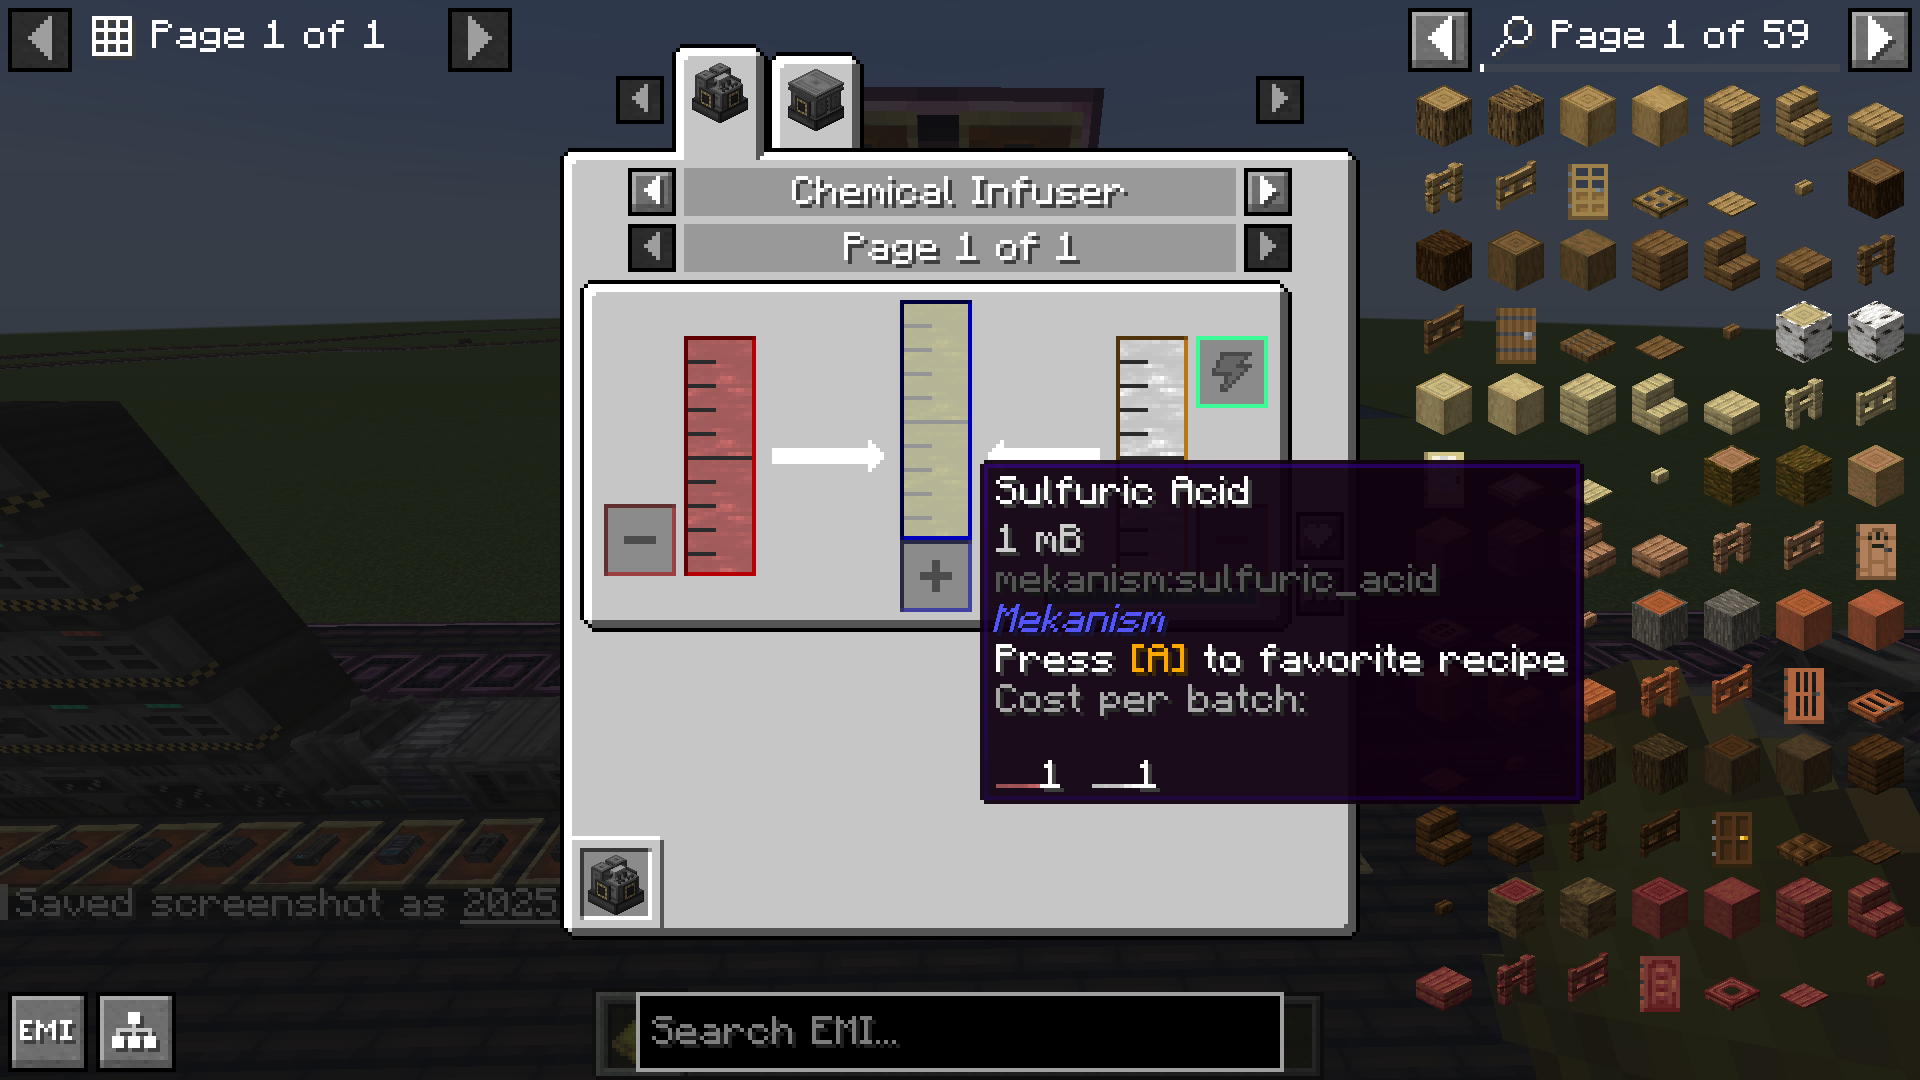 Page 1 of 1
Page 1 of 59
Chemical Infuser
Page 1 of 1
Sulfuric Acid
1 mB
mekanism:sulfuric_acid
Mekanism
Press [A] to favorite recipe
Cost per batch:
1 1
Saved screenshot as 2025
EMI
Search EMI...